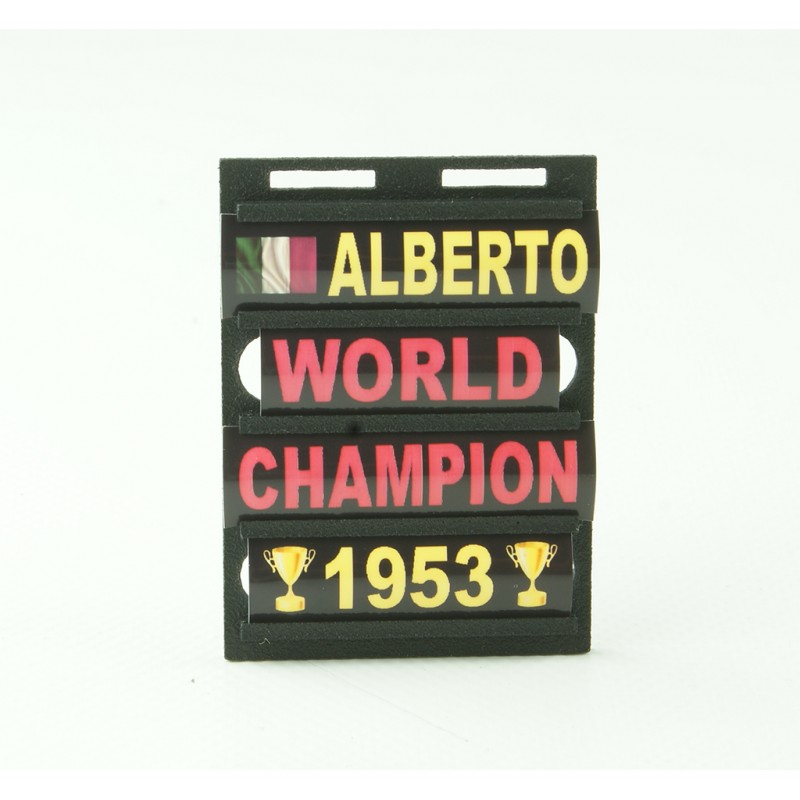 ALBERTO
WORLD
CHAMPION
1953